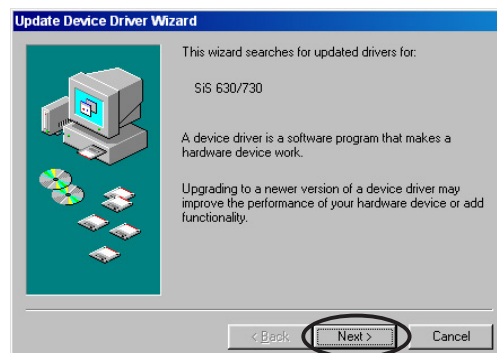 Update Device Driver Wizard
This wizard searches for updated drivers for:
SiS 630/730
A device driver is a software program that makes a
hardware device work.
Upgrading to a newer version of a device driver may
improve the performance of your hardware device or add
functionality.
< Back
Next >
Cancel